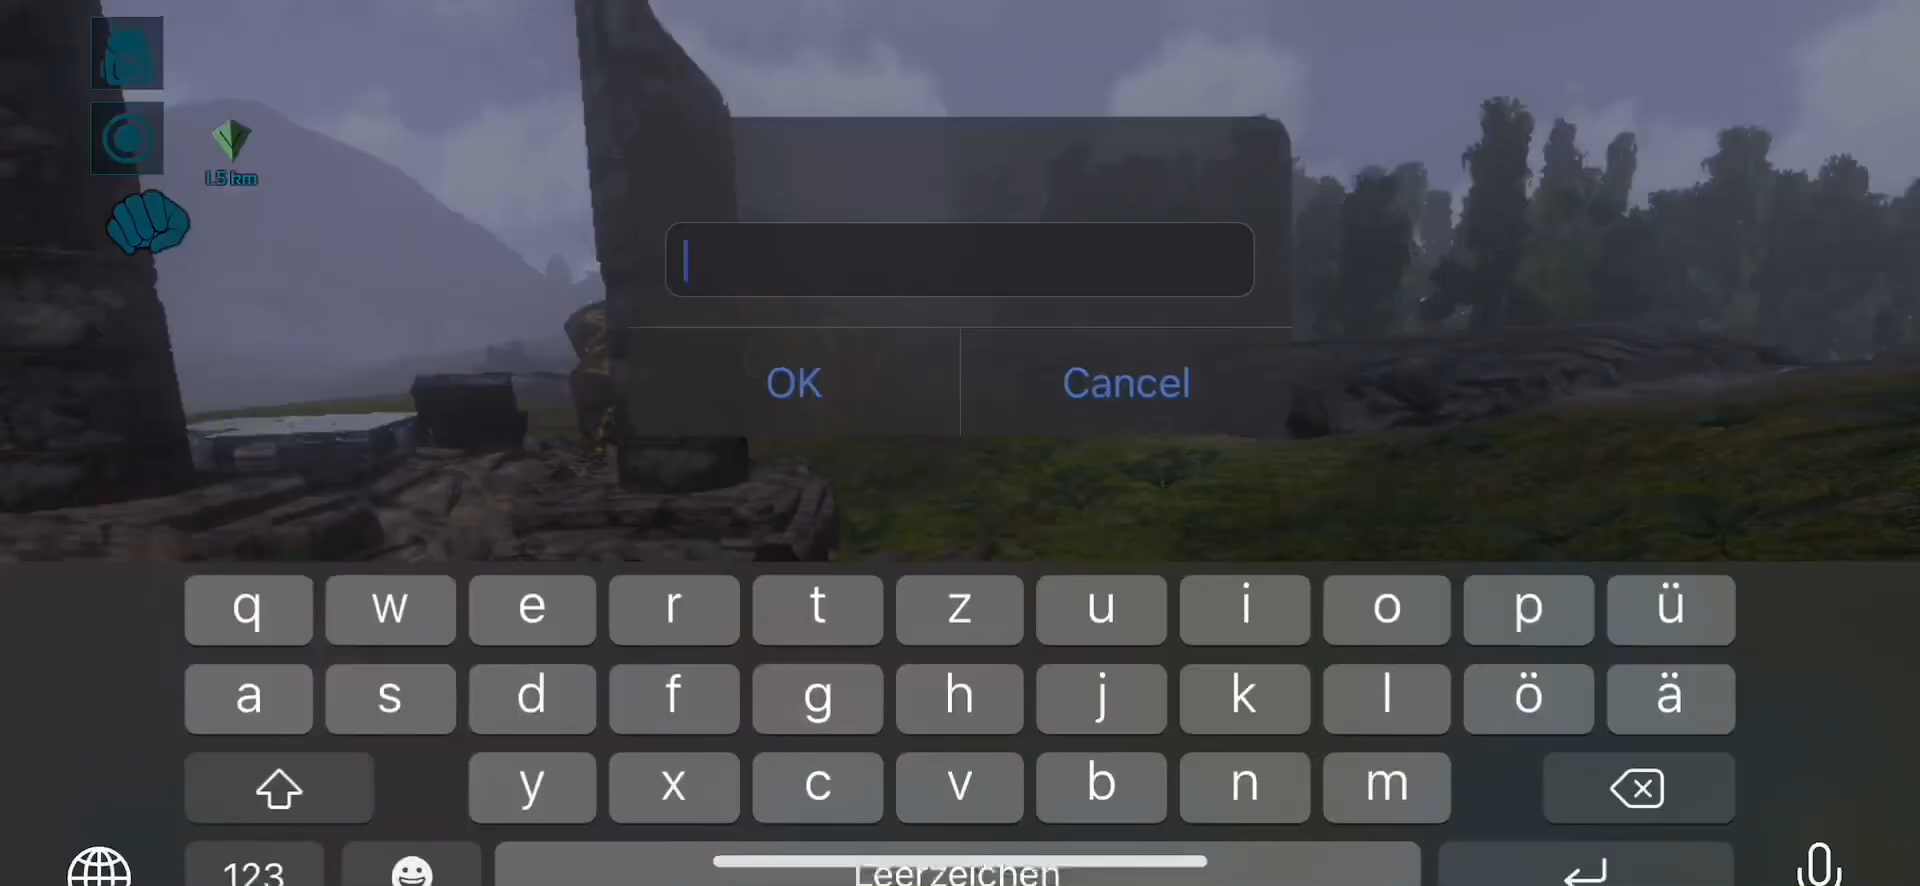 1.5 km
OK Cancel
q w e r t z u i o p ü
a s d f g h j k l ö ä
y x c v b n m
123 Leerzeichen